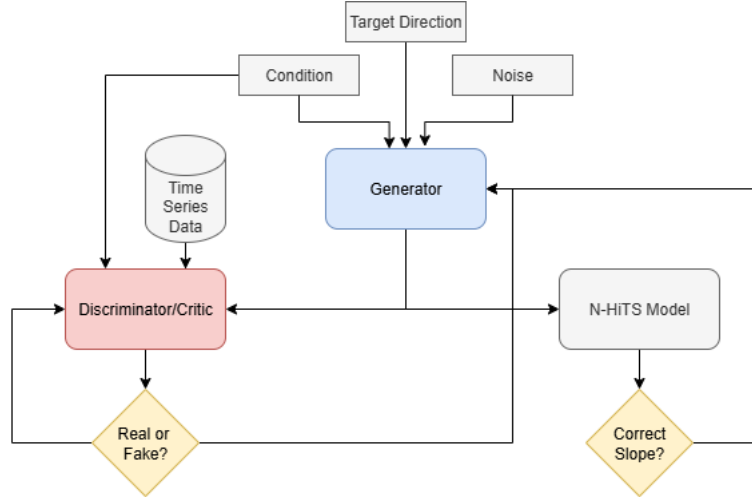 Target Direction
Condition
Noise
Time
Series
Data
Generator
Discriminator/Critic
N-HiTS Model
Real or
Fake?
Correct
Slope?